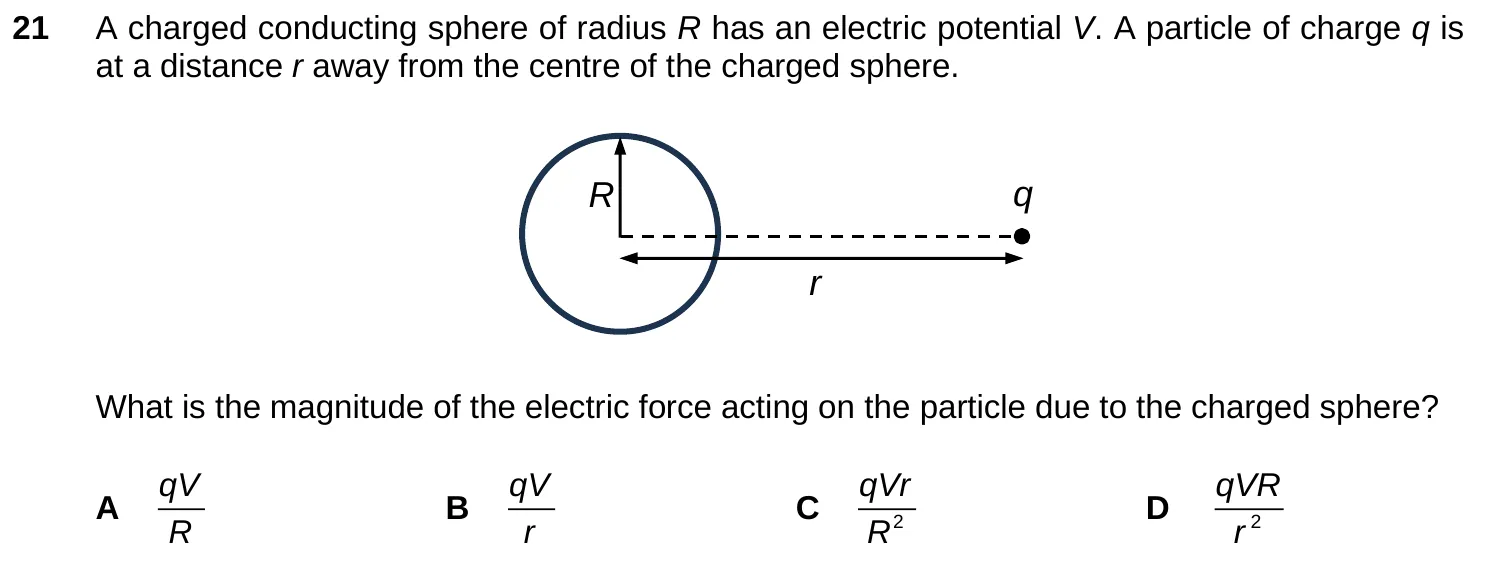 21 A charged conducting sphere of radius R has an electric potential V. A particle of charge q is
at a distance r away from the centre of the charged sphere.
R
q
r
What is the magnitude of the electric force acting on the particle due to the charged sphere?
A qV/R B qV/r C qVr/R² D qVR/r²